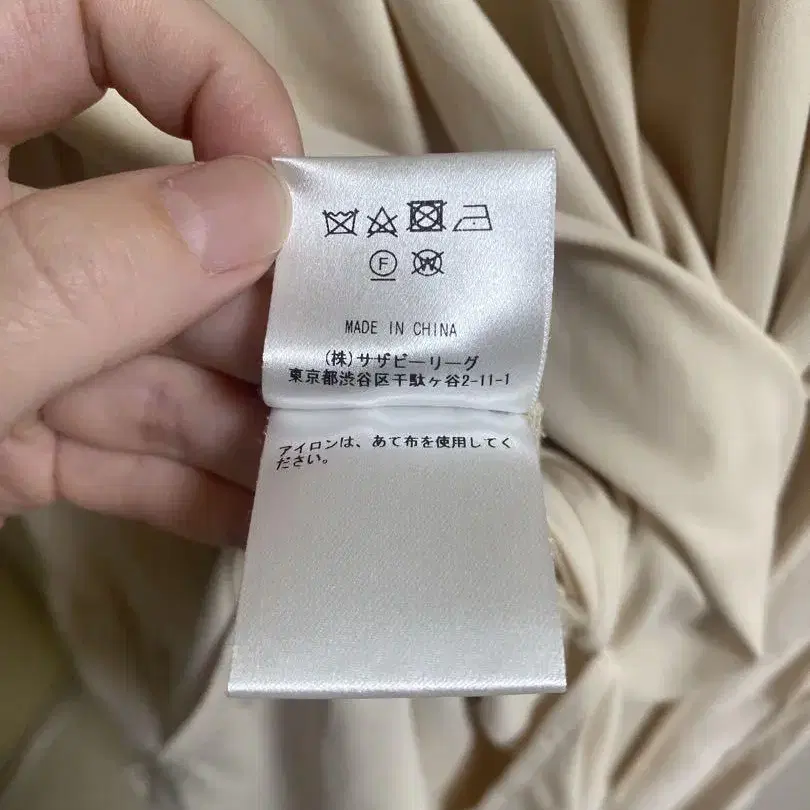 F W
MADE IN CHINA
(株)サザビーリーグ
東京都渋谷区千駄ヶ谷2-11-1
アイロンは、あて布を使用してく
ださい。